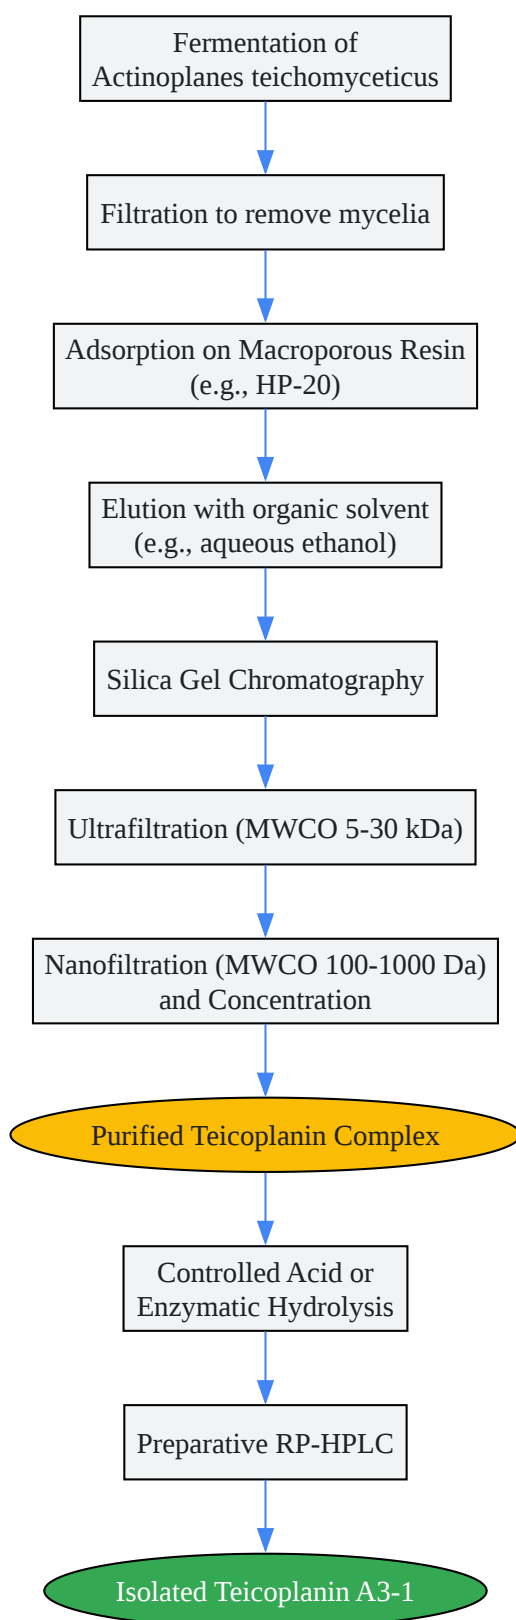 Fermentation of
Actinoplanes teichomyceticus
Filtration to remove mycelia
Adsorption on Macroporous Resin
(e.g., HP-20)
Elution with organic solvent
(e.g., aqueous ethanol)
Silica Gel Chromatography
Ultrafiltration (MWCO 5-30 kDa)
Nanofiltration (MWCO 100-1000 Da)
and Concentration
Purified Teicoplanin Complex
Controlled Acid or
Enzymatic Hydrolysis
Preparative RP-HPLC
Isolated Teicoplanin A3-1